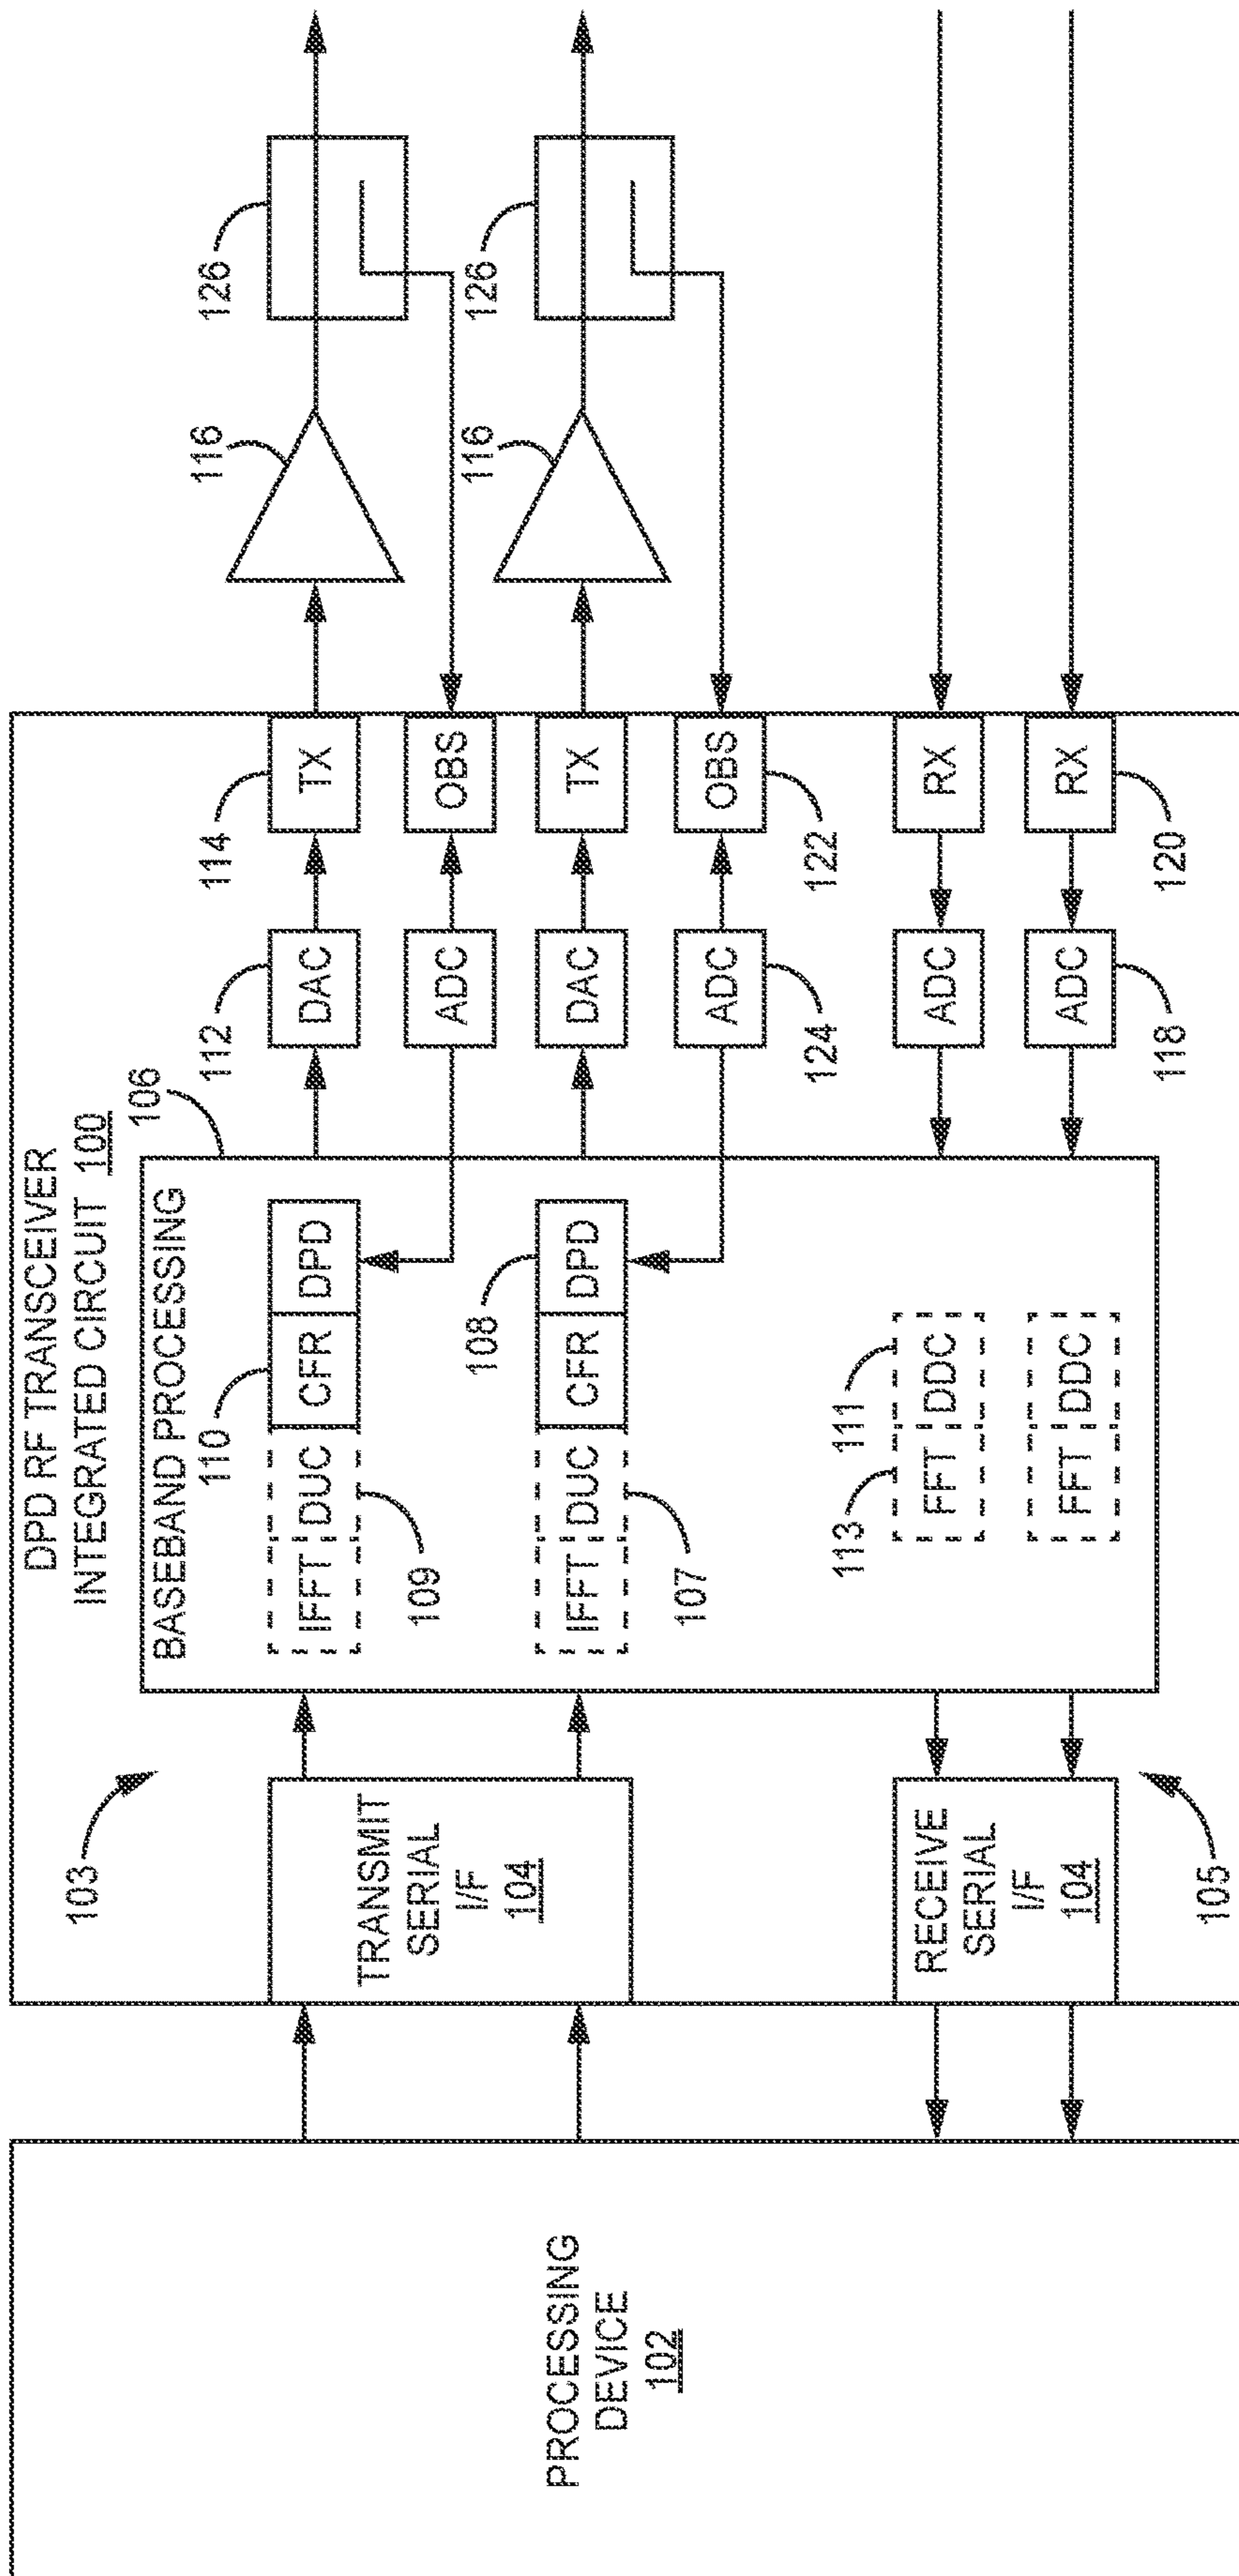 DPD RF TRANSCEIVER
INTEGRATED CIRCUIT 100
PROCESSING
DEVICE
102
103
TRANSMIT
SERIAL
I/F
104
RECEIVE
SERIAL
I/F
104
105
106
BASEBAND PROCESSING
110
IFFT DUC CFR DPD
109
108
IFFT DUC CFR DPD
107
113 111
FFT DDC
FFT DDC
112 114
DAC TX
ADC OBS
DAC TX
ADC OBS
124 122
ADC RX
ADC RX
118 120
116 126
116 126